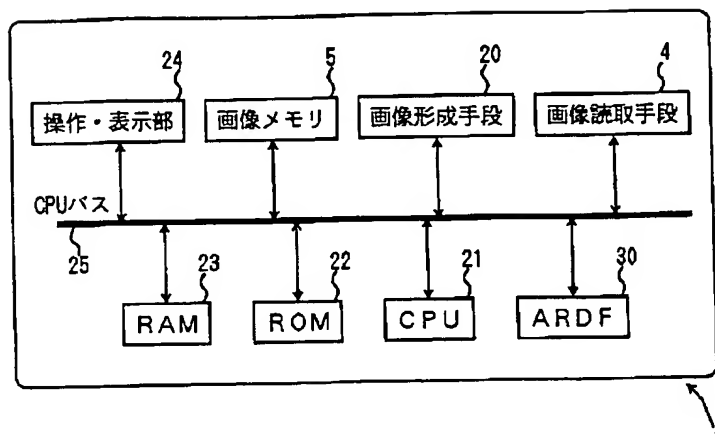 24
5
20
4
操作・表示部
画像メモリ
画像形成手段
画像読取手段
CPUバス
25
23
22
21
30
RAM
ROM
CPU
ARDF